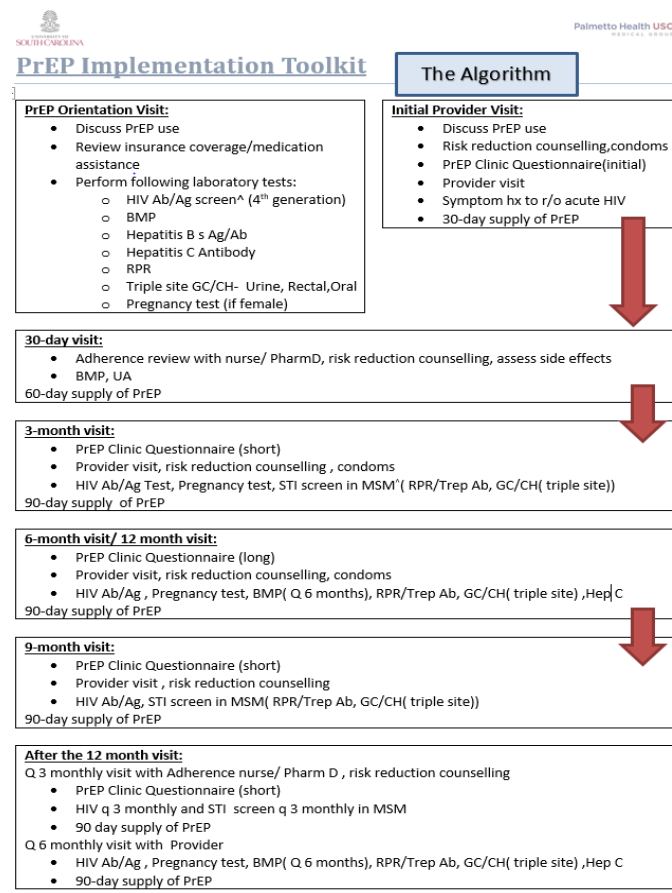 UNIVERSITY OF
SOUTH CAROLINA
Palmetto Health USC
MEDICAL GROUP
PrEP Implementation Toolkit
The Algorithm
PrEP Orientation Visit:
• Discuss PrEP use
• Review insurance coverage/medication
assistance
• Perform following laboratory tests:
o HIV Ab/Ag screen^ (4th generation)
o BMP
o Hepatitis B s Ag/Ab
o Hepatitis C Antibody
o RPR
o Triple site GC/CH- Urine, Rectal,Oral
o Pregnancy test (if female)
Initial Provider Visit:
• Discuss PrEP use
• Risk reduction counselling,condoms
• PrEP Clinic Questionnaire(initial)
• Provider visit
• Symptom hx to r/o acute HIV
• 30-day supply of PrEP
30-day visit:
• Adherence review with nurse/ PharmD, risk reduction counselling, assess side effects
• BMP, UA
60-day supply of PrEP
3-month visit:
• PrEP Clinic Questionnaire (short)
• Provider visit, risk reduction counselling , condoms
• HIV Ab/Ag Test, Pregnancy test, STI screen in MSM^( RPR/Trep Ab, GC/CH( triple site))
90-day supply of PrEP
6-month visit/ 12 month visit:
• PrEP Clinic Questionnaire (long)
• Provider visit, risk reduction counselling, condoms
• HIV Ab/Ag , Pregnancy test, BMP( Q 6 months), RPR/Trep Ab, GC/CH( triple site) ,Hep C
90-day supply of PrEP
9-month visit:
• PrEP Clinic Questionnaire (short)
• Provider visit , risk reduction counselling
• HIV Ab/Ag, STI screen in MSM( RPR/Trep Ab, GC/CH( triple site))
90-day supply of PrEP
After the 12 month visit:
Q 3 monthly visit with Adherence nurse/ Pharm D , risk reduction counselling
• PrEP Clinic Questionnaire (short)
• HIV q 3 monthly and STI screen q 3 monthly in MSM
• 90 day supply of PrEP
Q 6 monthly visit with Provider
• HIV Ab/Ag , Pregnancy test, BMP( Q 6 months), RPR/Trep Ab, GC/CH( triple site) ,Hep C
• 90-day supply of PrEP